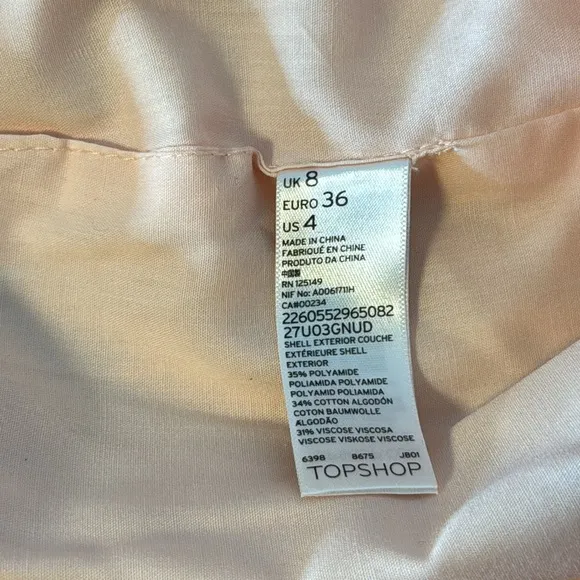 UK 8
EURO 36
US 4
MADE IN CHINA
FABRIQUÉ EN CHINE
PRODUTO DA CHINA
中国製
RN 125149
NIF No: A0061711H
CA#00234
2260552965082
27U03GNUD
SHELL EXTERIOR COUCHE
EXTÉRIEURE SHELL
EXTERIOR
35% POLYAMIDE
POLIAMIDA POLYAMIDE
POLYAMID POLIAMIDA
34% COTTON ALGODÓN
COTON BAUMWOLLE
ALGODÃO
31% VISCOSE VISCOSA
VISCOSE VISKOSE VISCOSE
6398 8675 JB01
TOPSHOP